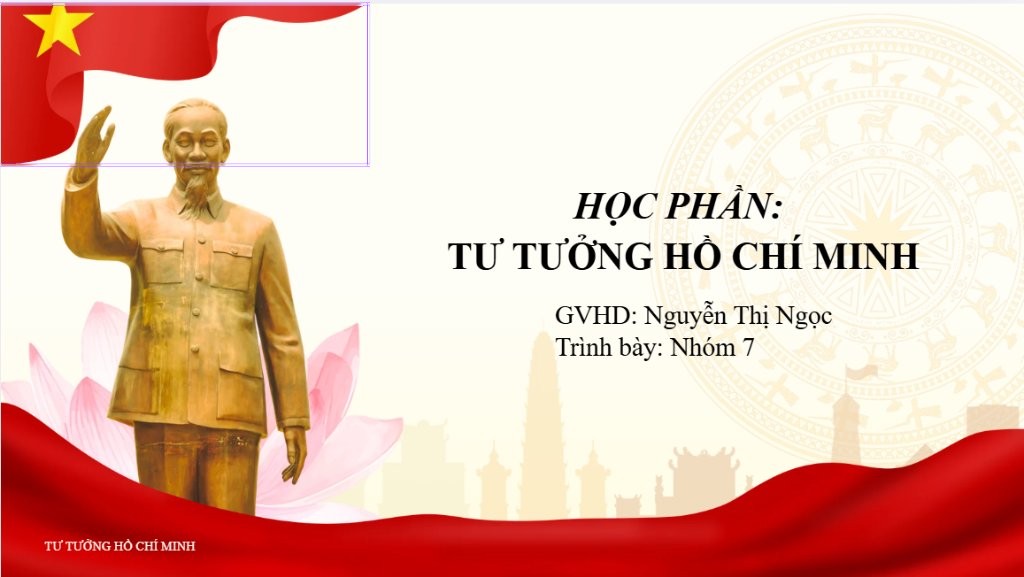 HỌC PHẦN:
TƯ TƯỞNG HỒ CHÍ MINH
GVHD: Nguyễn Thị Ngọc
Trình bày: Nhóm 7
TƯ TƯỞNG HỒ CHÍ MINH